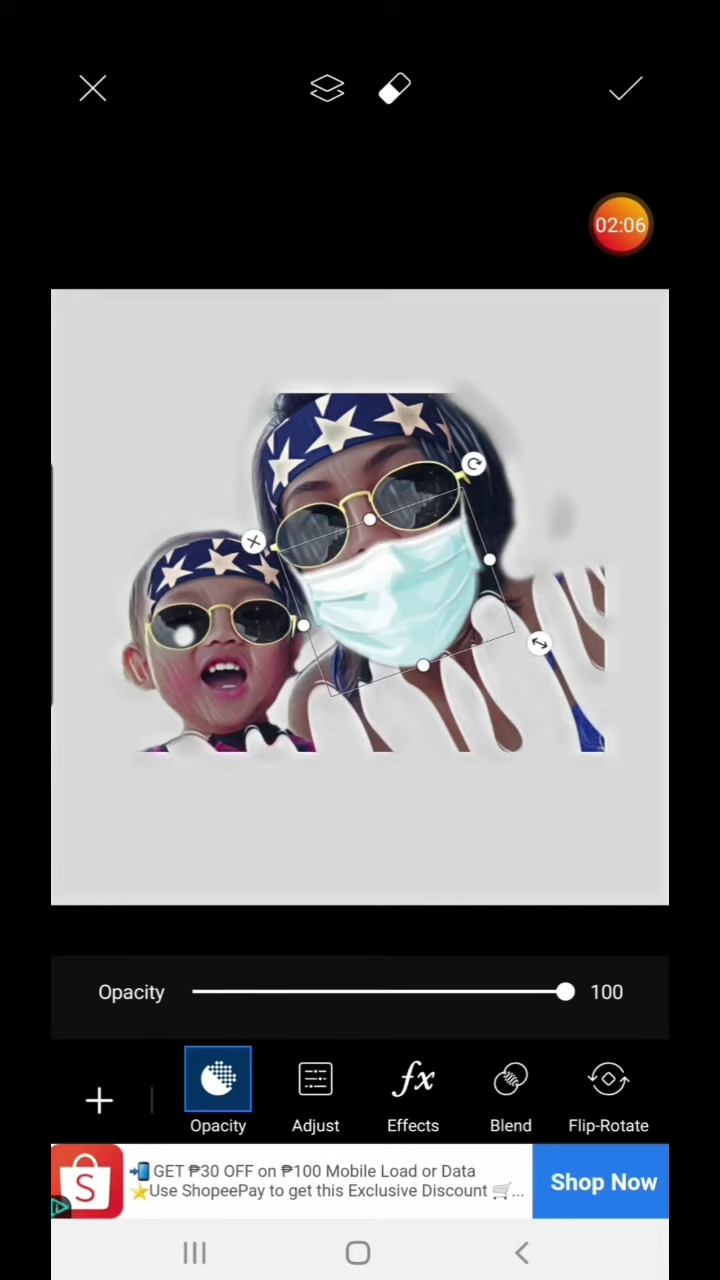 02:06
Opacity 100
Opacity Adjust Effects Blend Flip-Rotate
fx
S
📲 GET ₱30 OFF on ₱100 Mobile Load or Data
⭐Use ShopeePay to get this Exclusive Discount 🛒...
Shop Now